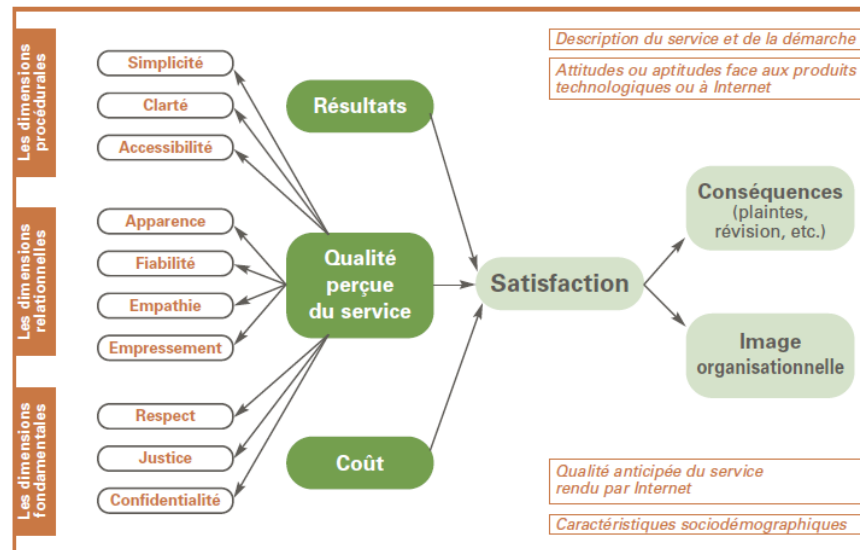 Les dimensions
procédurales
Simplicité
Clarté
Accessibilité
Les dimensions
relationnelles
Apparence
Fiabilité
Empathie
Empressement
Les dimensions
fondamentales
Respect
Justice
Confidentialité
Résultats
Qualité
perçue
du service
Coût
Satisfaction
Description du service et de la démarche
Attitudes ou aptitudes face aux produits
technologiques ou à Internet
Conséquences
(plaintes,
révision, etc.)
Image
organisationnelle
Qualité anticipée du service
rendu par Internet
Caractéristiques sociodémographiques